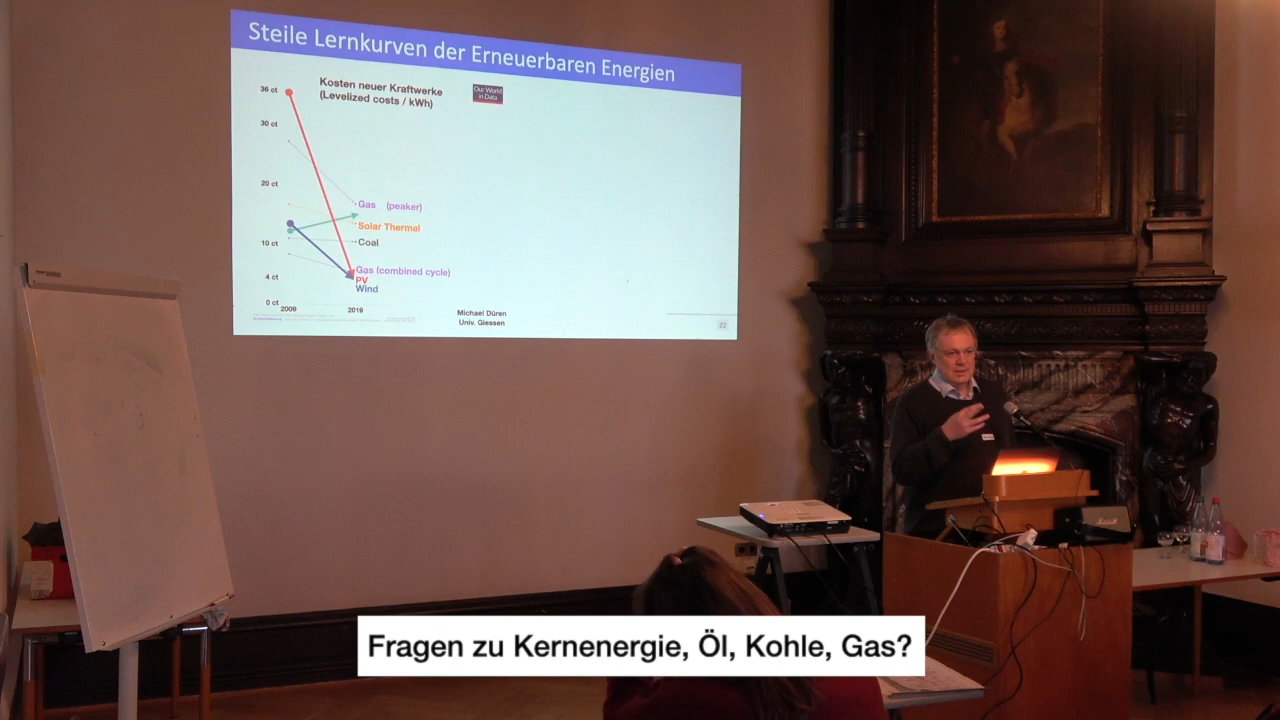 Steile Lernkurven der Erneuerbaren Energien
Kosten neuer Kraftwerke
(Levelized costs / kWh)
Our World
in Data
36 ct
30 ct
20 ct
10 ct
4 ct
0 ct
Gas (peaker)
Solar Thermal
Coal
Gas (combined cycle)
PV
Wind
2009
2019
Michael Düren
Univ. Giessen
22
Marshall
Fragen zu Kernenergie, Öl, Kohle, Gas?